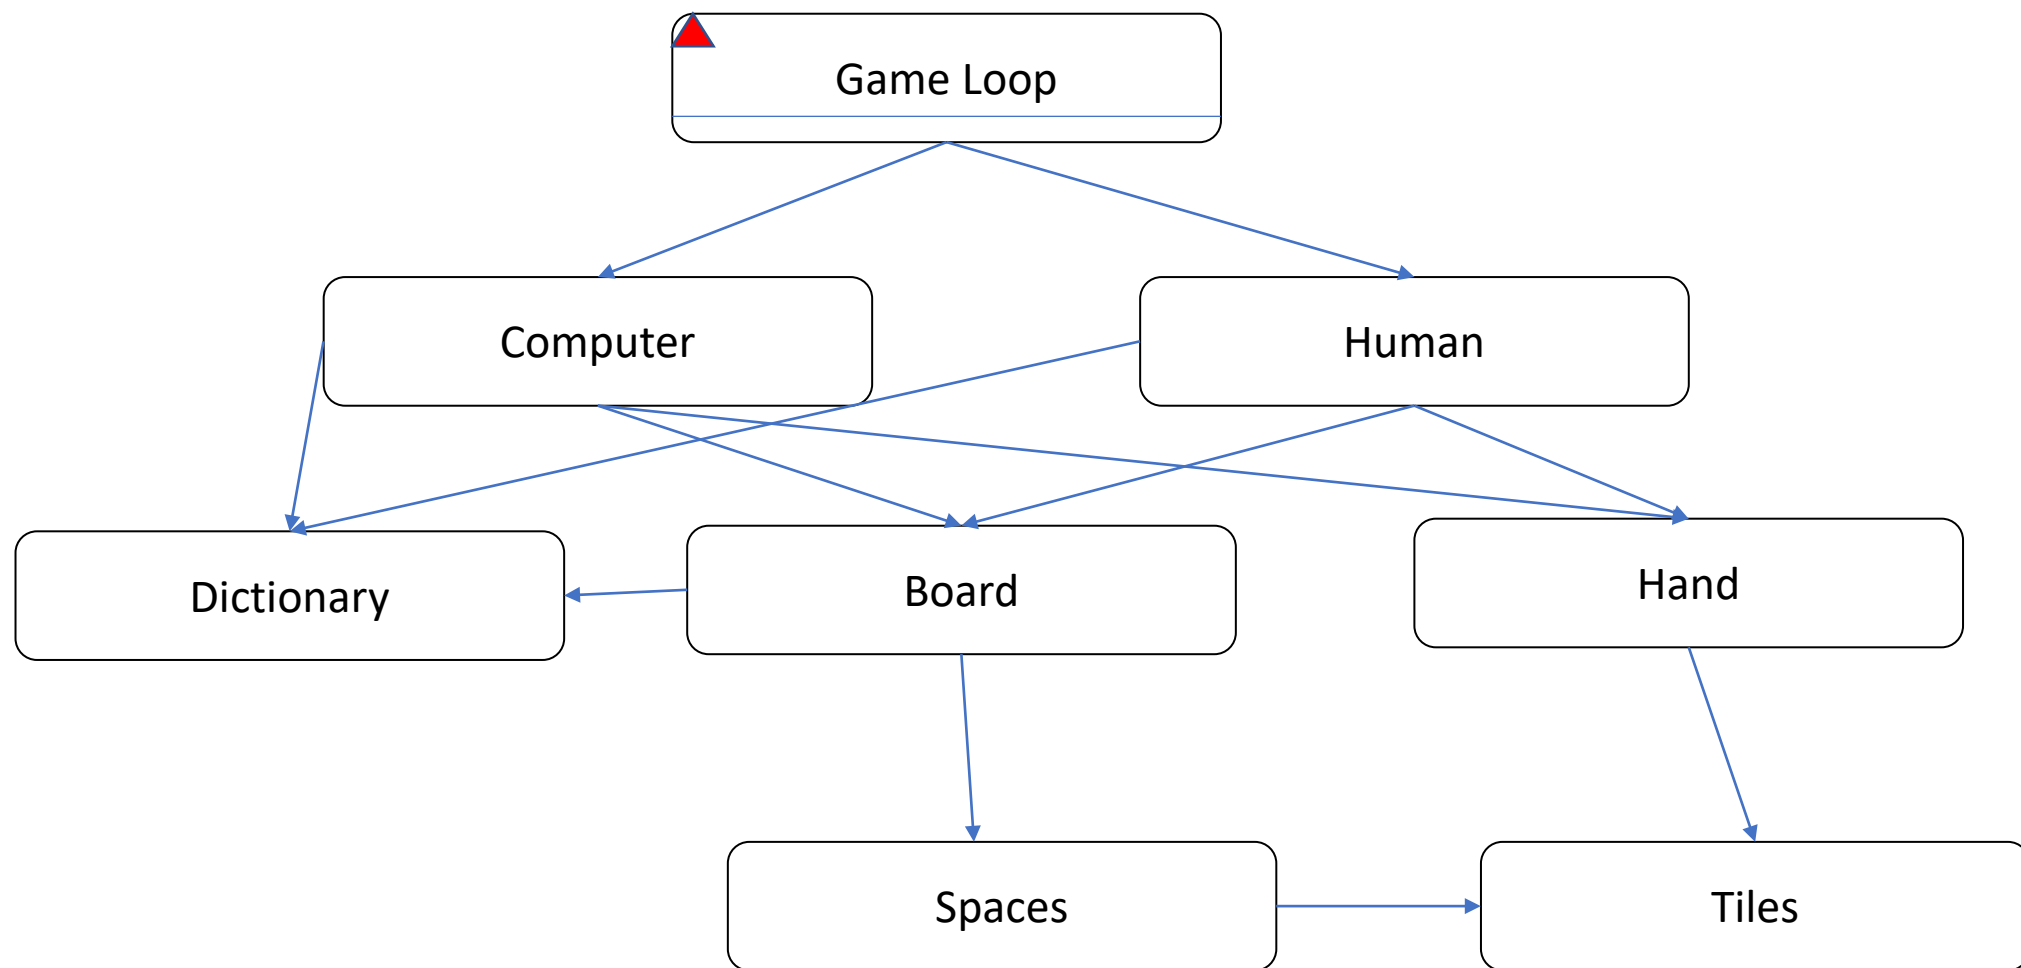 Game Loop
Computer
Human
Dictionary
Board
Hand
Spaces
Tiles